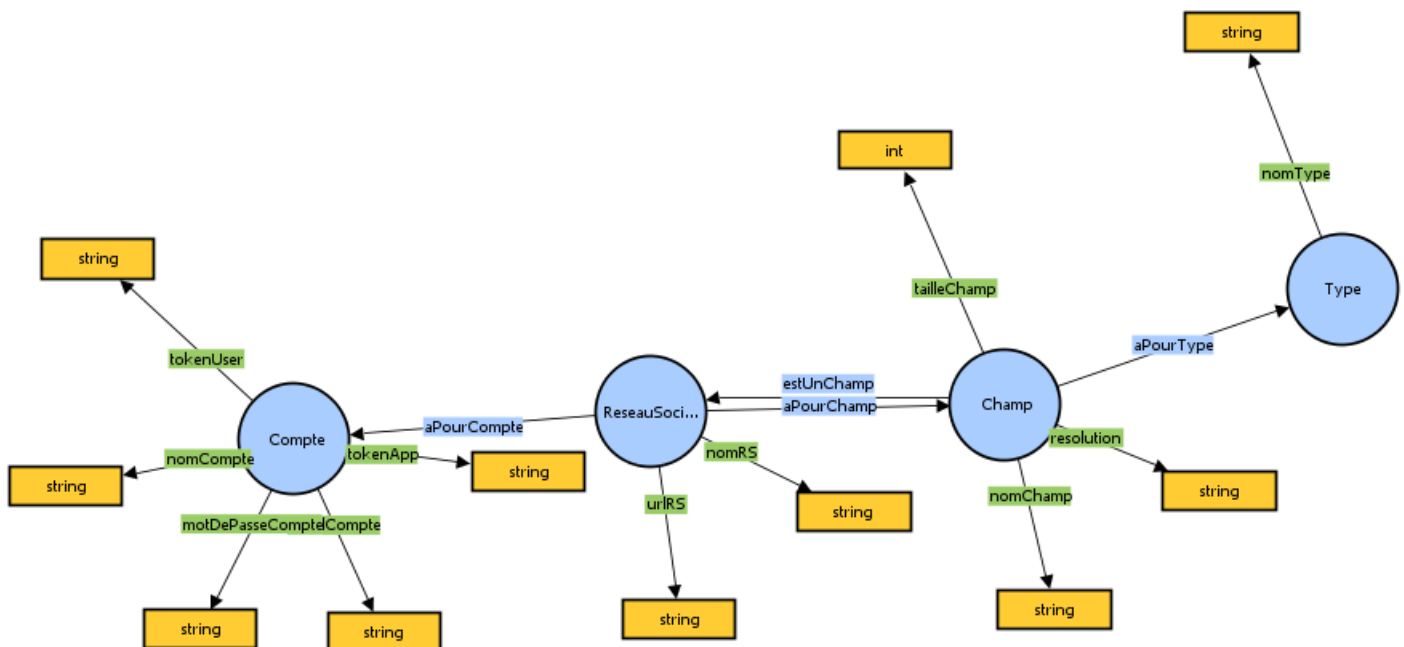 string
int
nomType
string
tailleChamp
Type
aPourType
tokenUser
estUnChamp
ReseauSoci...
aPourChamp
Champ
Compte
aPourCompte
resolution
tokenApp
nomRS
nomCompte
string
string
string
nomChamp
urlRS
string
motDePasseCompte
lCompte
string
string
string
string